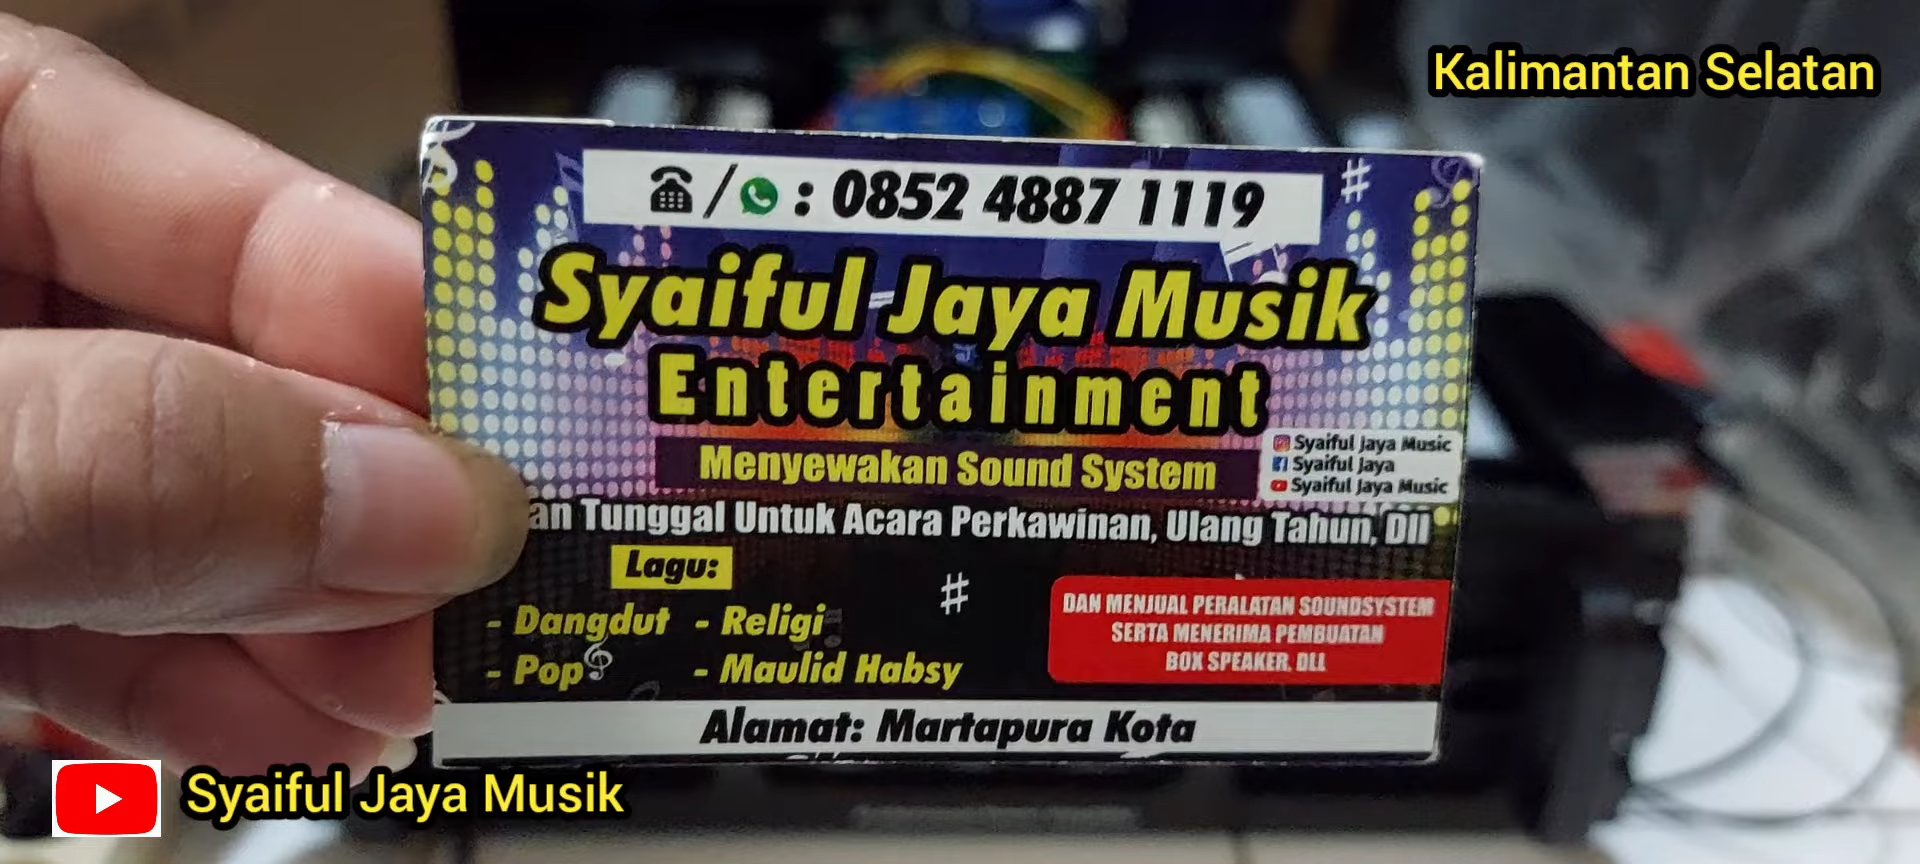 Kalimantan Selatan
/ : 0852 4887 1119
Syaiful Jaya Musik
Entertainment
Menyewakan Sound System
Syaiful Jaya Music
Syaiful Jaya
Syaiful Jaya Music
Tunggal Untuk Acara Perkawinan, Ulang Tahun, Dll
Lagu:
- Dangdut - Religi
- Pop - Maulid Habsy
DAN MENJUAL PERALATAN SOUNDSYSTEM
SERTA MENERIMA PEMBUATAN
BOX SPEAKER, DLL
Alamat: Martapura Kota
Syaiful Jaya Musik